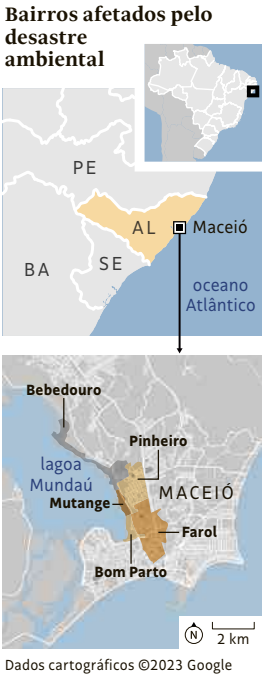 Bairros afetados pelo
desastre
ambiental
PE
AL
Maceió
BA
SE
oceano
Atlântico
Bebedouro
Pinheiro
lagoa
Mundaú
MACEIÓ
Mutange
Farol
Bom Parto
N
2 km
Dados cartográficos ©2023 Google